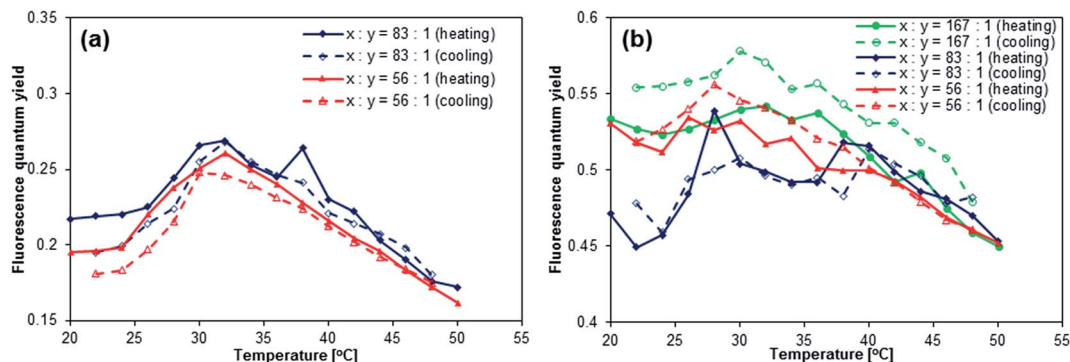 (a)
x : y = 83 : 1 (heating)
x : y = 83 : 1 (cooling)
x : y = 56 : 1 (heating)
x : y = 56 : 1 (cooling)
Fluorescence quantum yield
0.35
0.3
0.25
0.2
0.15
20 25 30 35 40 45 50 55
Temperature [ºC]
(b)
x : y = 167 : 1 (heating)
x : y = 167 : 1 (cooling)
x : y = 83 : 1 (heating)
x : y = 83 : 1 (cooling)
x : y = 56 : 1 (heating)
x : y = 56 : 1 (cooling)
Fluorescence quantum yield
0.6
0.55
0.5
0.45
0.4
20 25 30 35 40 45 50 55
Temperature [ºC]